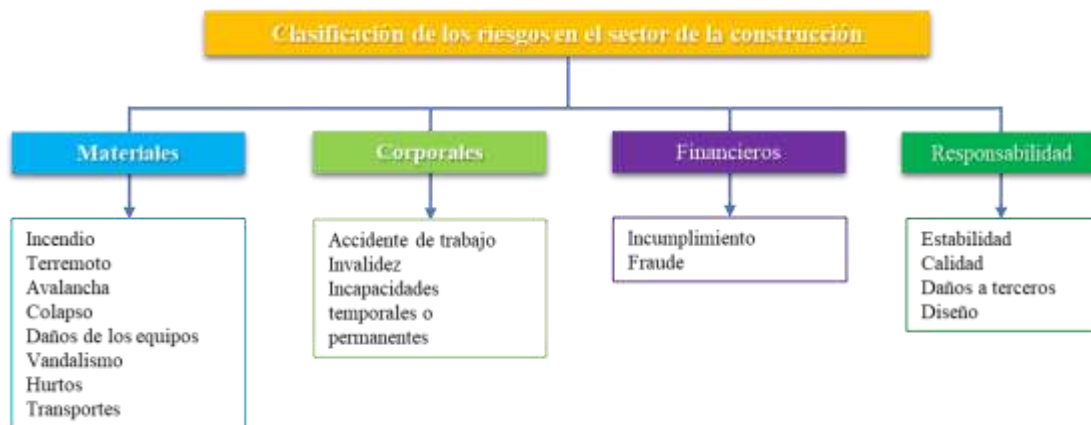 Clasificación de los riesgos en el sector de la construcción
Materiales
Incendio
Terremoto
Avalancha
Colapso
Daños de los equipos
Vandalismo
Hurtos
Transportes
Corporales
Accidente de trabajo
Invalidez
Incapacidades
temporales o
permanentes
Financieros
Incumplimiento
Fraude
Responsabilidad
Estabilidad
Calidad
Daños a terceros
Diseño